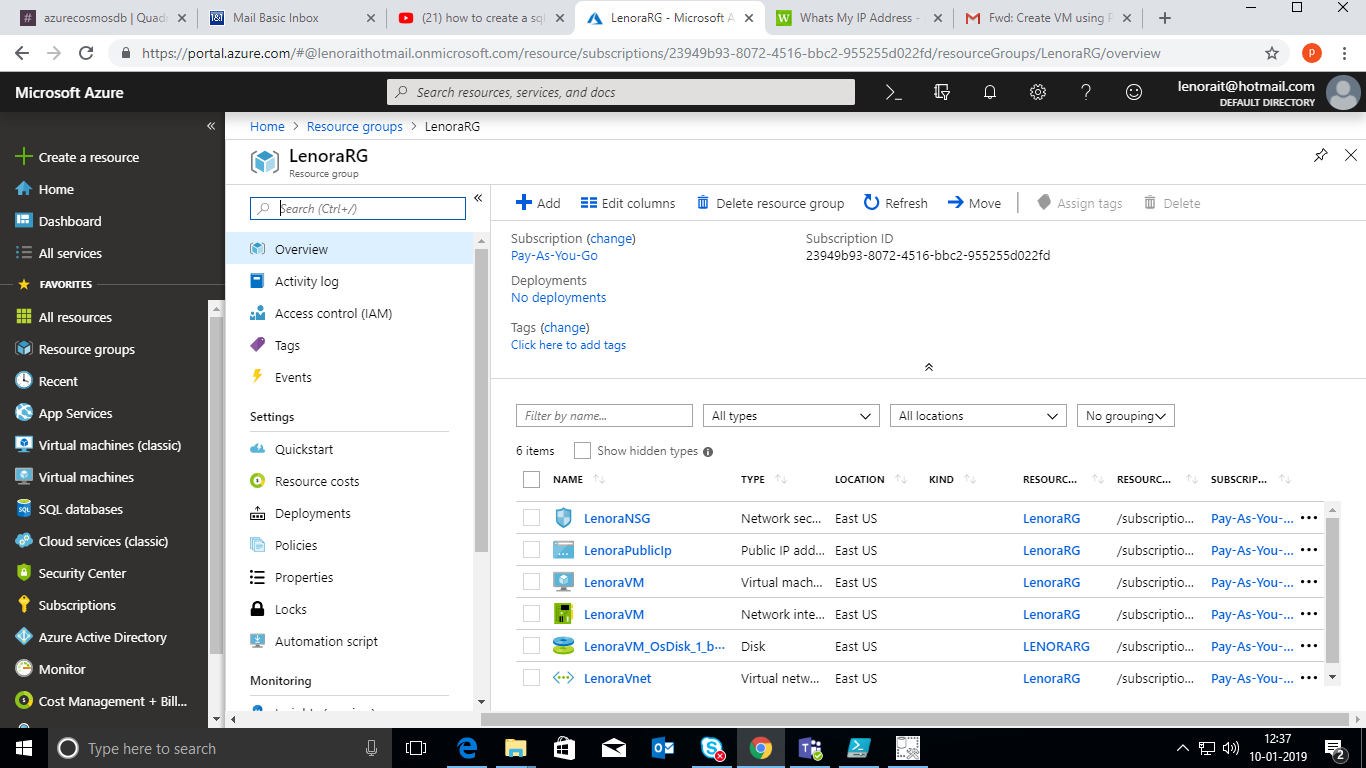 azurecosmosdb | Quad
Mail Basic Inbox
(21) how to create a sql
LenoraRG - Microsoft A
Whats My IP Address -
Fwd: Create VM using P
https://portal.azure.com/#@lenoraithotmail.onmicrosoft.com/resource/subscriptions/23949b93-8072-4516-bbc2-955255d022fd/resourceGroups/LenoraRG/overview
p
Microsoft Azure
Search resources, services, and docs
lenorait@hotmail.com
DEFAULT DIRECTORY
Create a resource
Home
Dashboard
All services
FAVORITES
All resources
Resource groups
Recent
App Services
Virtual machines (classic)
Virtual machines
SQL databases
Cloud services (classic)
Security Center
Subscriptions
Azure Active Directory
Monitor
Cost Management + Bill...
Home > Resource groups > LenoraRG
LenoraRG
Resource group
Search (Ctrl+/)
Overview
Activity log
Access control (IAM)
Tags
Events
Settings
Quickstart
Resource costs
Deployments
Policies
Properties
Locks
Automation script
Monitoring
Add Edit columns Delete resource group Refresh Move Assign tags Delete
Subscription (change)
Pay-As-You-Go
Subscription ID
23949b93-8072-4516-bbc2-955255d022fd
Deployments
No deployments
Tags (change)
Click here to add tags
Filter by name... All types All locations No grouping
6 items Show hidden types
NAME TYPE LOCATION KIND RESOURC... RESOURC... SUBSCRIP...
LenoraNSG Network sec... East US LenoraRG /subscriptio... Pay-As-You-...
LenoraPublicIp Public IP add... East US LenoraRG /subscriptio... Pay-As-You-...
LenoraVM Virtual mach... East US LenoraRG /subscriptio... Pay-As-You-...
LenoraVM Network inte... East US LenoraRG /subscriptio... Pay-As-You-...
LenoraVM_OsDisk_1_b... Disk East US LENORARG /subscriptio... Pay-As-You-...
LenoraVnet Virtual netw... East US LenoraRG /subscriptio... Pay-As-You-...
Type here to search
12:37
10-01-2019
2